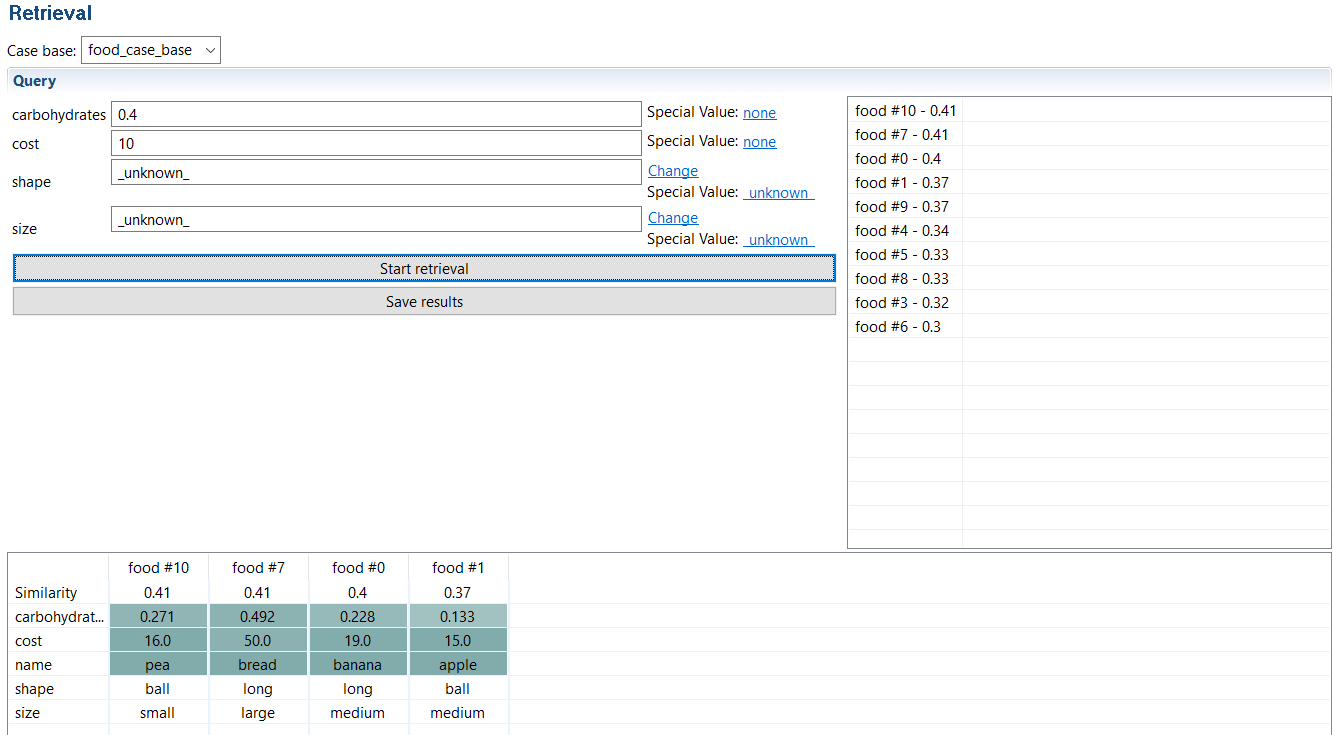 Retrieval
Case base: food_case_base
Query
carbohydrates 0.4 Special Value: none
cost 10 Special Value: none
shape _unknown_ Change
Special Value: _unknown_
size _unknown_ Change
Special Value: _unknown_
Start retrieval
Save results
food #10 - 0.41
food #7 - 0.41
food #0 - 0.4
food #1 - 0.37
food #9 - 0.37
food #4 - 0.34
food #5 - 0.33
food #8 - 0.33
food #3 - 0.32
food #6 - 0.3
food #10 food #7 food #0 food #1
Similarity 0.41 0.41 0.4 0.37
carbohydrat... 0.271 0.492 0.228 0.133
cost 16.0 50.0 19.0 15.0
name pea bread banana apple
shape ball long long ball
size small large medium medium